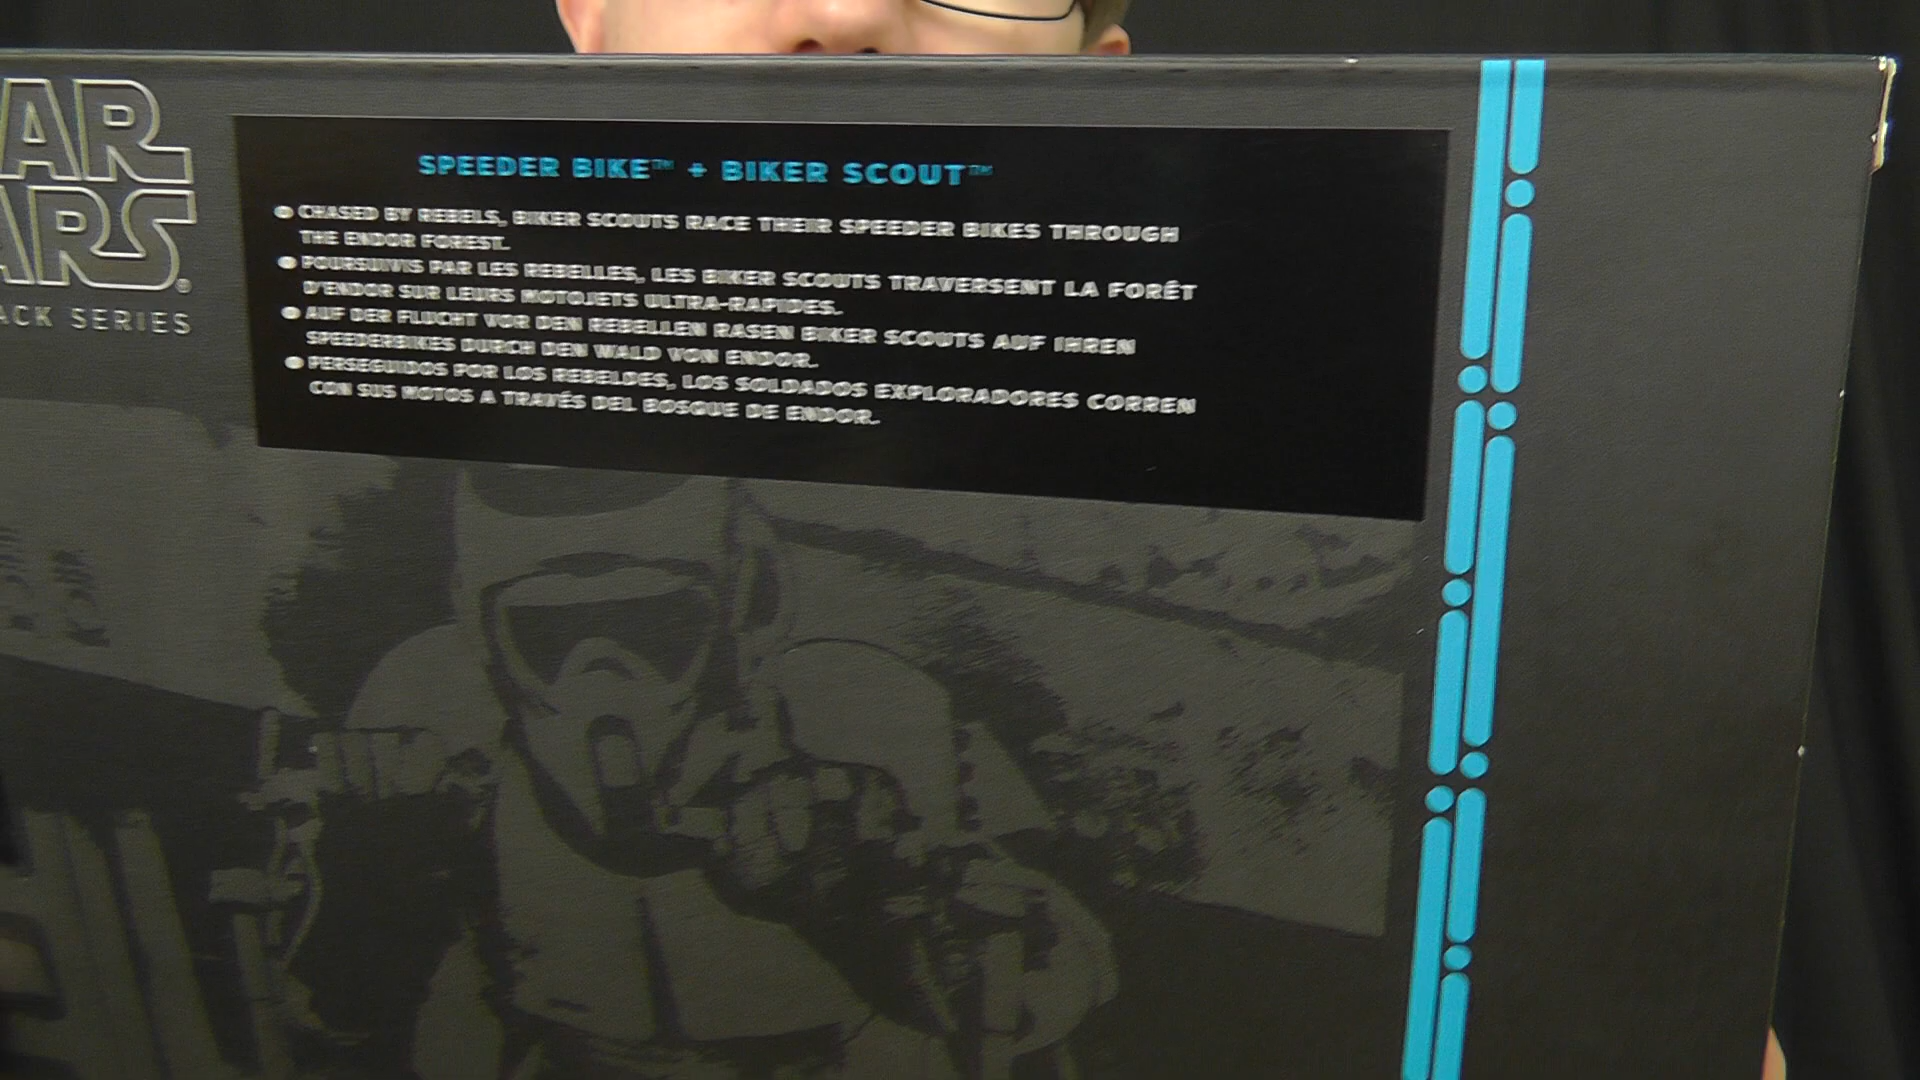 AR
ARS®
ACK SERIES
SPEEDER BIKE™ + BIKER SCOUT™
● CHASED BY REBELS, BIKER SCOUTS RACE THEIR SPEEDER BIKES THROUGH
THE ENDOR FOREST.
● POURSUIVIS PAR LES REBELLES, LES BIKER SCOUTS TRAVERSENT LA FORÊT
D'ENDOR SUR LEURS MOTOJETS ULTRA-RAPIDES.
● AUF DER FLUCHT VOR DEN REBELLEN RASEN BIKER SCOUTS AUF IHREN
SPEEDERBIKES DURCH DEN WALD VON ENDOR.
● PERSEGUIDOS POR LOS REBELDES, LOS SOLDADOS EXPLORADORES CORREN
CON SUS MOTOS A TRAVÉS DEL BOSQUE DE ENDOR.